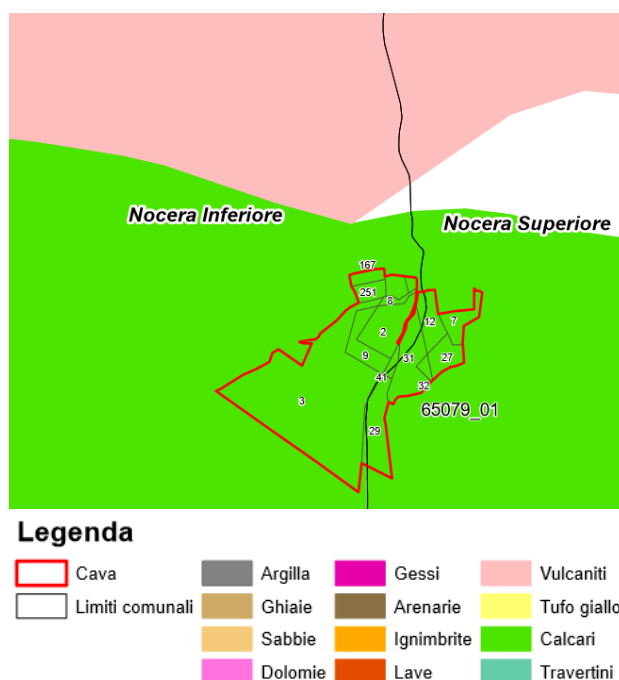 Nocera Inferiore
Nocera Superiore
167
251
8
12
7
2
9
31
27
41
32
3
65079_01
29
Legenda
Cava
Argilla
Gessi
Vulcaniti
Limiti comunali
Ghiaie
Arenarie
Tufo giallo
Sabbie
Ignimbrite
Calcari
Dolomie
Lave
Travertini